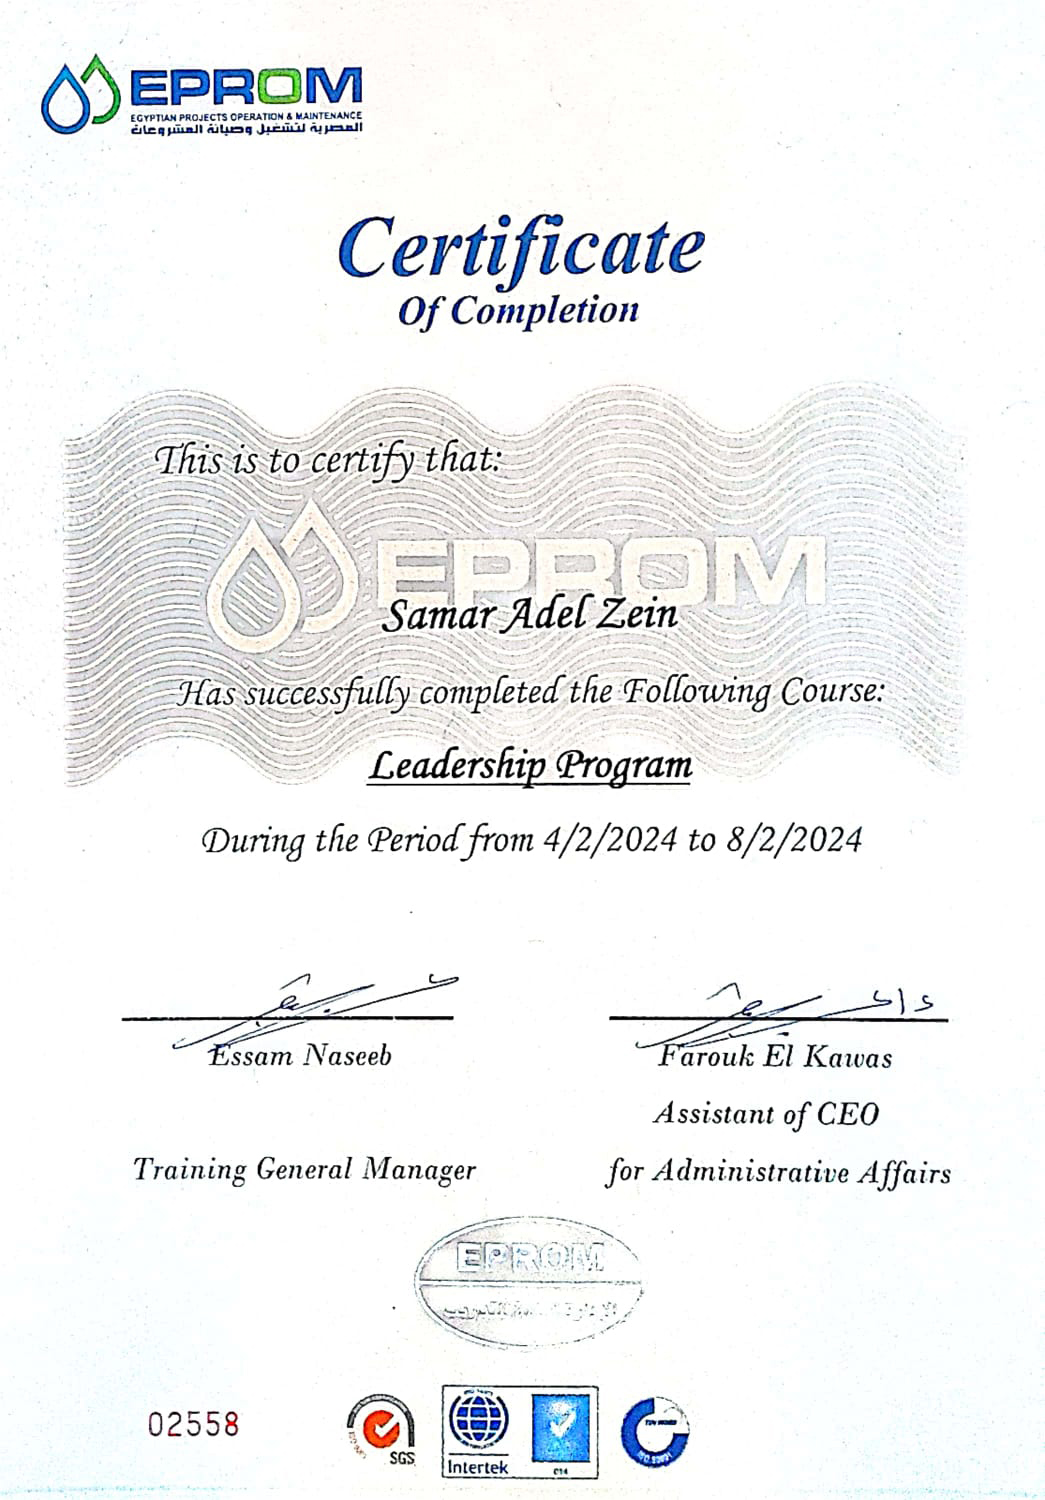 EPROM
EGYPTIAN PROJECTS OPERATION & MAINTENANCE
المصرية لتشغيل وصيانة المشروعات
Certificate
Of Completion
This is to certify that:
EPROM
Samar Adel Zein
Has successfully completed the Following Course:
Leadership Program
During the Period from 4/2/2024 to 8/2/2024
Essam Naseeb
Farouk El Kawas
Assistant of CEO
Training General Manager
for Administrative Affairs
EPROM
02558
SGS
Intertek